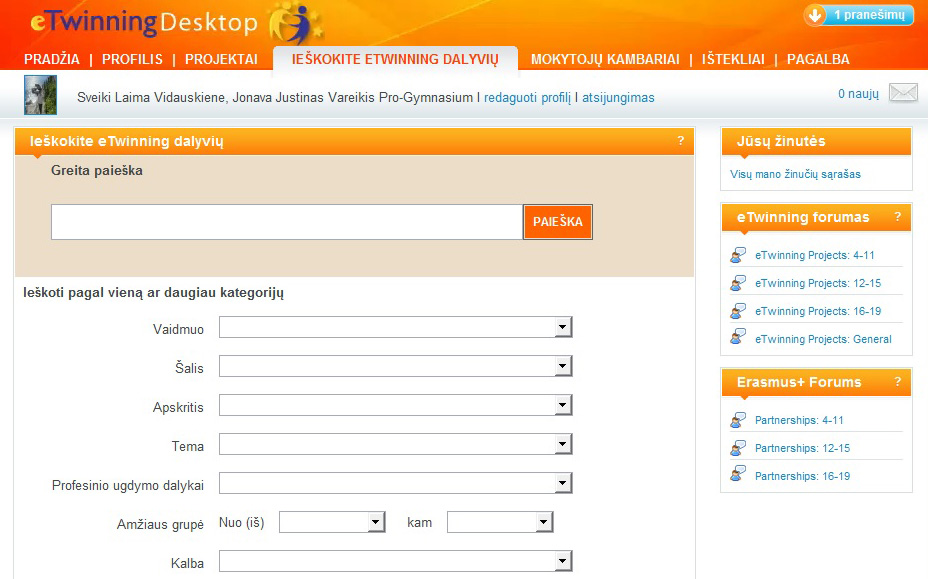 eTwinning Desktop
1 pranešimų
PRADŽIA | PROFILIS | PROJEKTAI IEŠKOKITE ETWINNING DALYVIŲ MOKYTOJŲ KAMBARIAI | IŠTEKLIAI | PAGALBA
Sveiki Laima Vidauskiene, Jonava Justinas Vareikis Pro-Gymnasium I redaguoti profilį I atsijungimas
0 naujų
Ieškokite eTwinning dalyvių ?
Greita paieška
PAIEŠKA
Ieškoti pagal vieną ar daugiau kategorijų
Vaidmuo
Šalis
Apskritis
Tema
Profesinio ugdymo dalykai
Amžiaus grupė Nuo (iš) kam
Kalba
Jūsų žinutės
Visų mano žinučių sąrašas
eTwinning forumas ?
eTwinning Projects: 4-11
eTwinning Projects: 12-15
eTwinning Projects: 16-19
eTwinning Projects: General
Erasmus+ Forums ?
Partnerships: 4-11
Partnerships: 12-15
Partnerships: 16-19